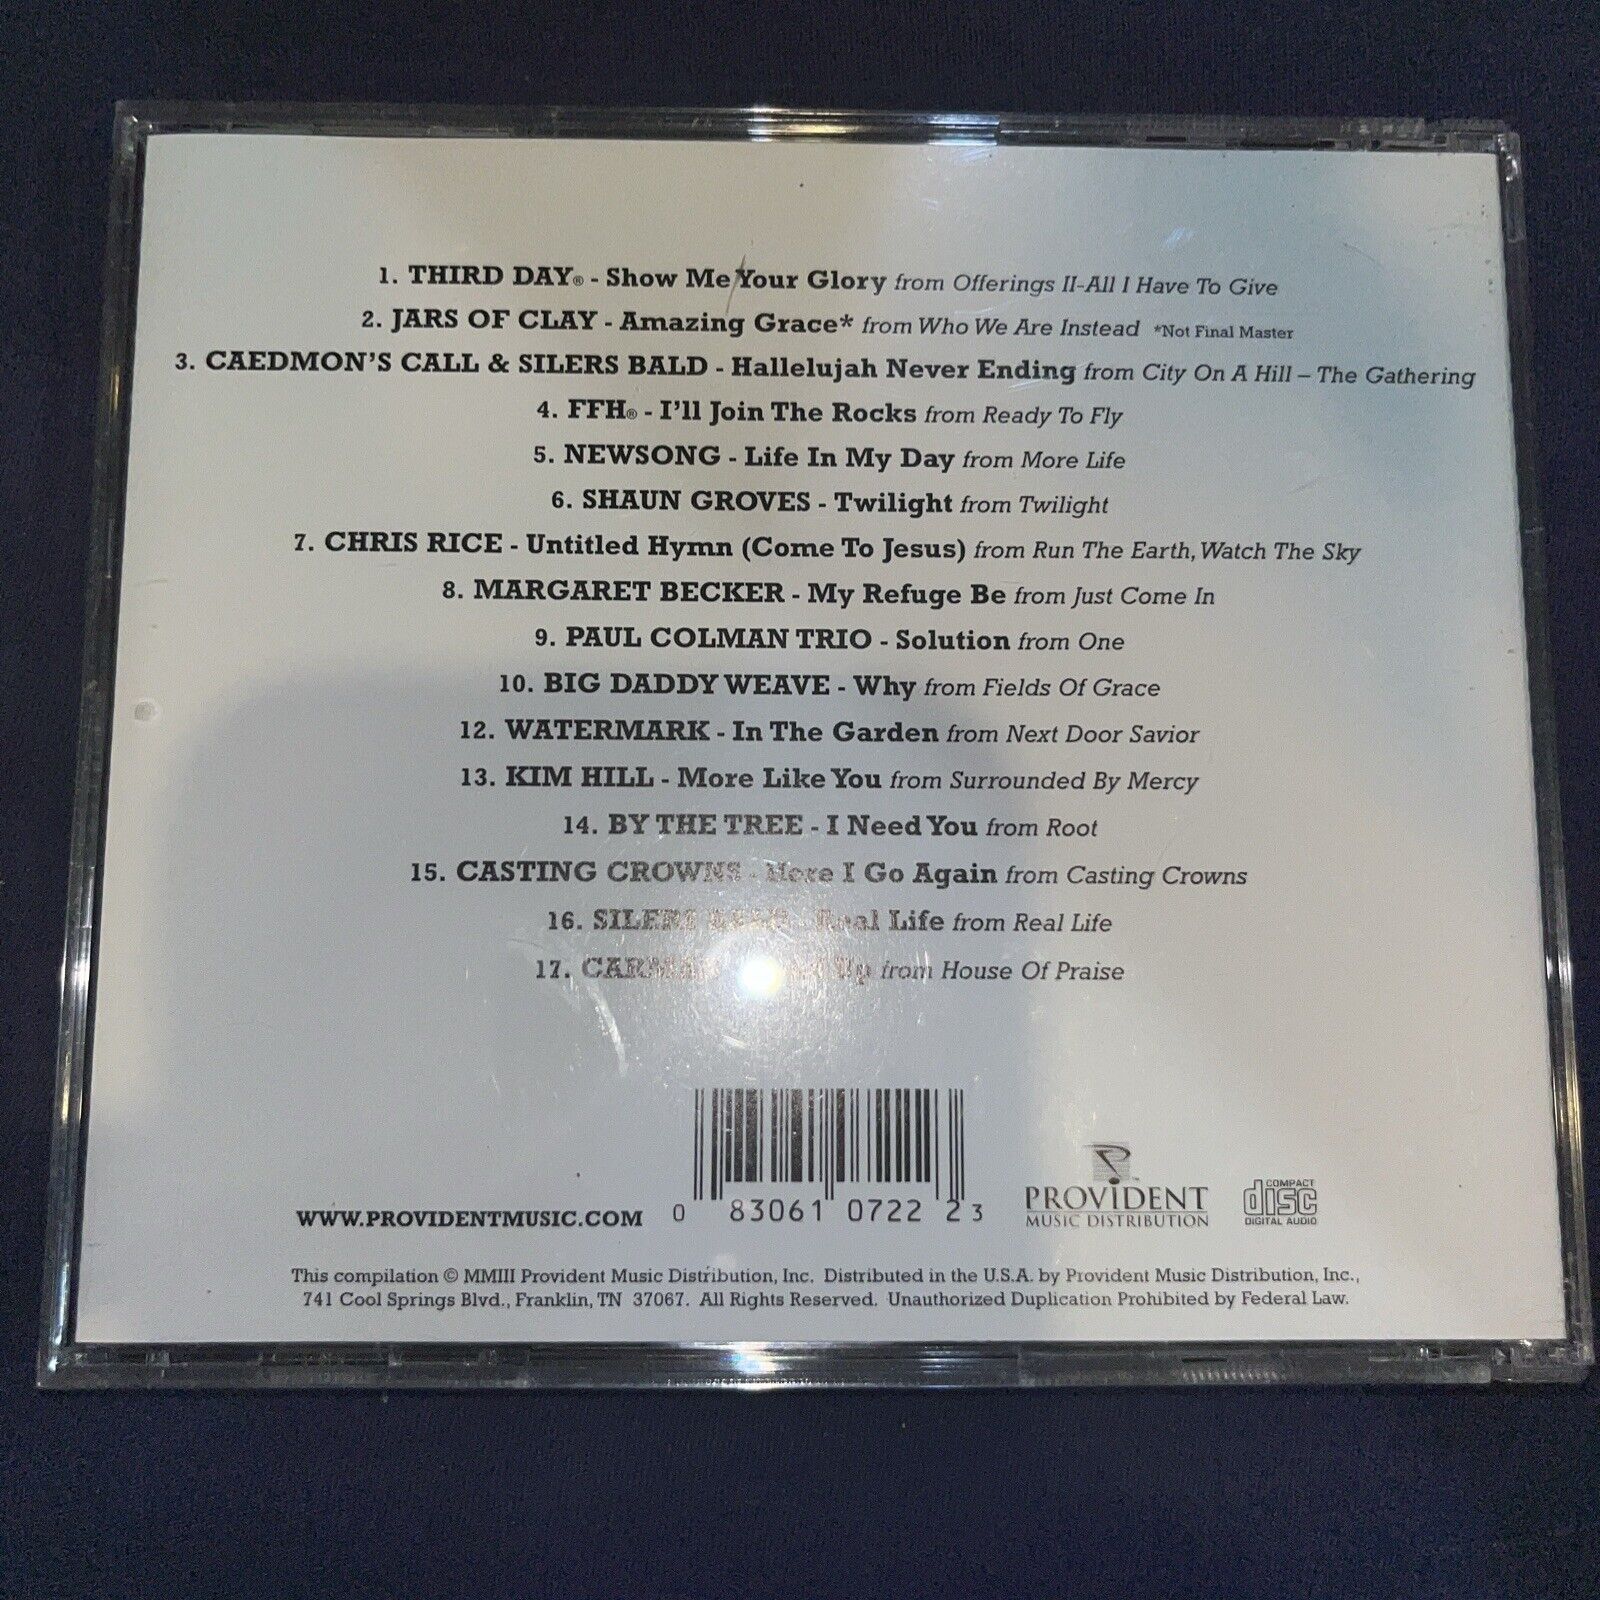 1. THIRD DAY® - Show Me Your Glory from Offerings II-All I Have To Give
2. JARS OF CLAY - Amazing Grace* from Who We Are Instead *Not Final Master
3. CAEDMON'S CALL & SILERS BALD - Hallelujah Never Ending from City On A Hill – The Gathering
4. FFH® - I'll Join The Rocks from Ready To Fly
5. NEWSONG - Life In My Day from More Life
6. SHAUN GROVES - Twilight from Twilight
7. CHRIS RICE - Untitled Hymn (Come To Jesus) from Run The Earth, Watch The Sky
8. MARGARET BECKER - My Refuge Be from Just Come In
9. PAUL COLMAN TRIO - Solution from One
10. BIG DADDY WEAVE - Why from Fields Of Grace
12. WATERMARK - In The Garden from Next Door Savior
13. KIM HILL - More Like You from Surrounded By Mercy
14. BY THE TREE - I Need You from Root
15. CASTING CROWNS - Here I Go Again from Casting Crowns
16. SILERS BALD - Real Life from Real Life
17. CARMAN Up from House Of Praise
WWW.PROVIDENTMUSIC.COM
0 83061 0722 2 3
PROVIDENT
MUSIC DISTRIBUTION
COMPACT
disc
DIGITAL AUDIO
This compilation © MMIII Provident Music Distribution, Inc. Distributed in the U.S.A. by Provident Music Distribution, Inc.,
741 Cool Springs Blvd., Franklin, TN 37067. All Rights Reserved. Unauthorized Duplication Prohibited by Federal Law.